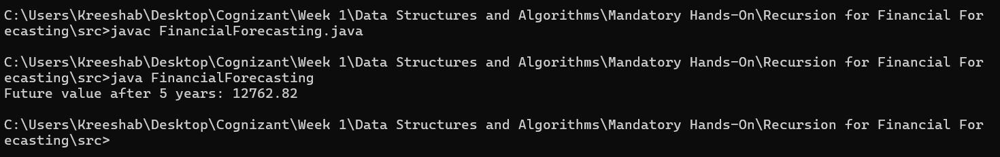 C:\Users\Kreeshab\Desktop\Cognizant\Week 1\Data Structures and Algorithms\Mandatory Hands-On\Recursion for Financial For
ecasting\src>javac FinancialForecasting.java
C:\Users\Kreeshab\Desktop\Cognizant\Week 1\Data Structures and Algorithms\Mandatory Hands-On\Recursion for Financial For
ecasting\src>java FinancialForecasting
Future value after 5 years: 12762.82
C:\Users\Kreeshab\Desktop\Cognizant\Week 1\Data Structures and Algorithms\Mandatory Hands-On\Recursion for Financial For
ecasting\src>